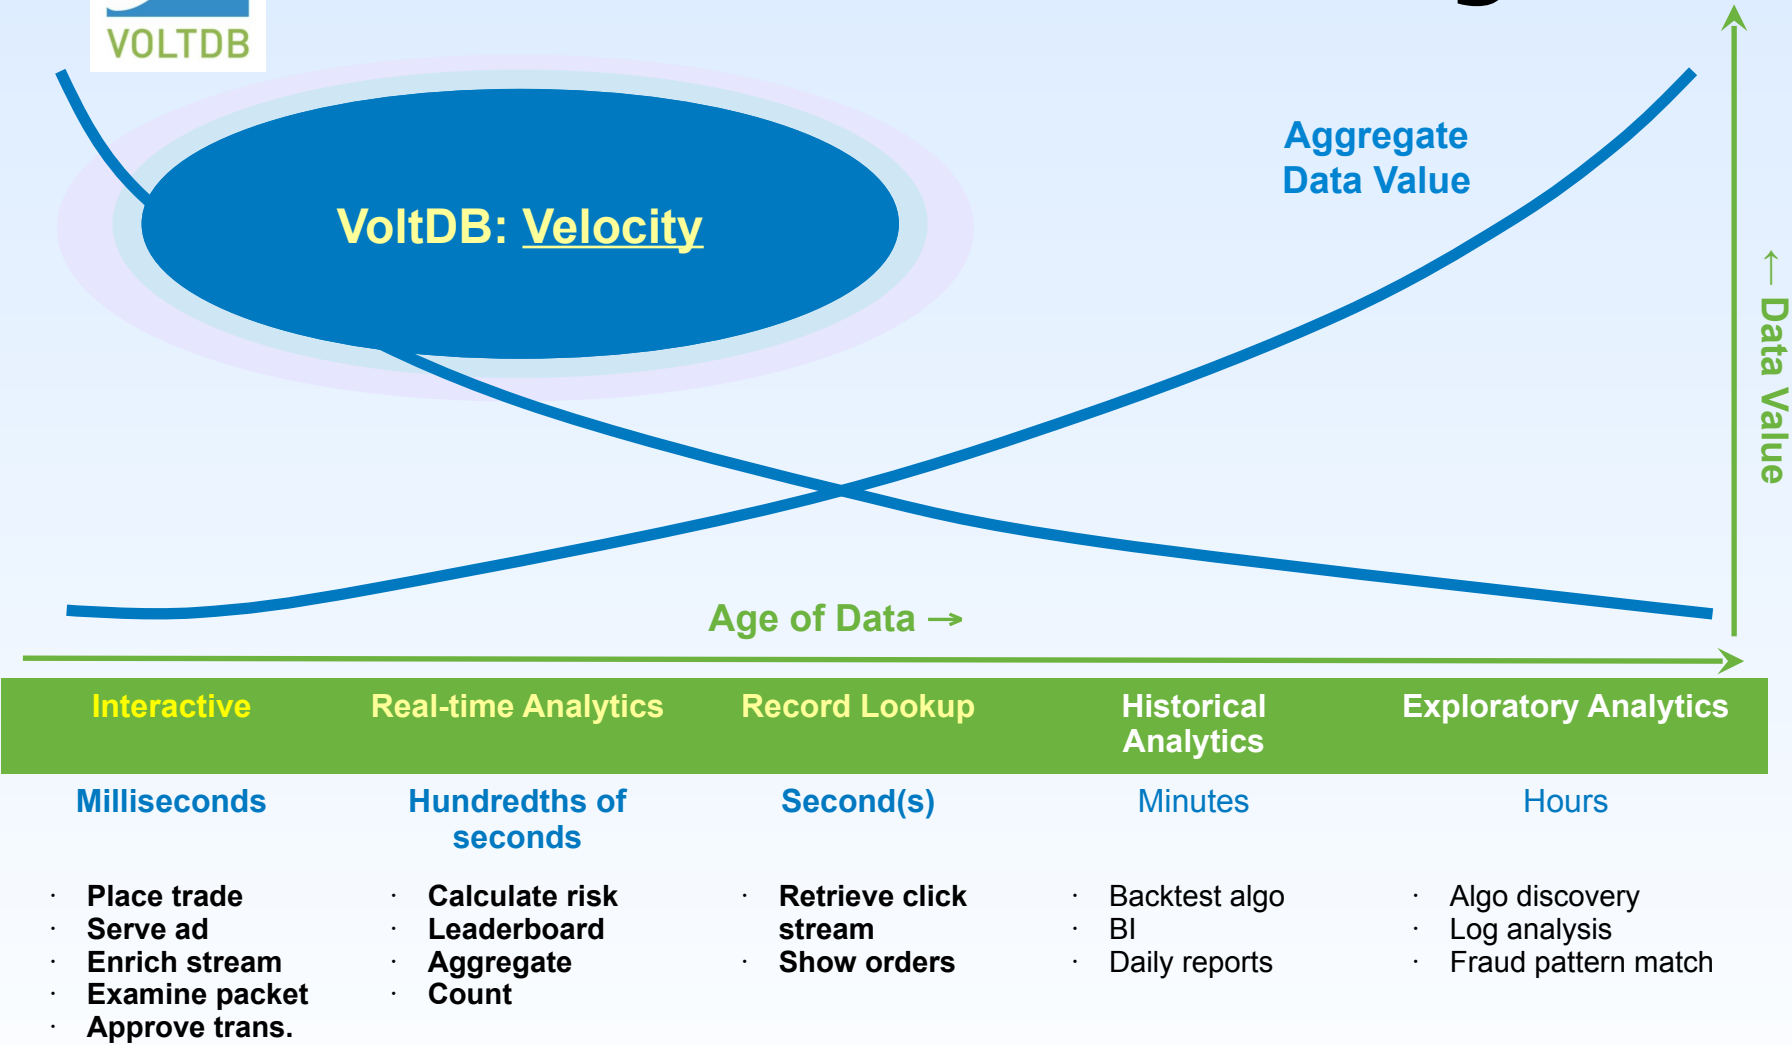 VOLTDB
Aggregate
Data Value
VoltDB: Velocity
← Data Value
Age of Data →
Interactive
Real-time Analytics
Record Lookup
Historical
Analytics
Exploratory Analytics
Milliseconds
Hundredths of
seconds
Second(s)
Minutes
Hours
· Place trade
· Serve ad
· Enrich stream
· Examine packet
· Approve trans.
· Calculate risk
· Leaderboard
· Aggregate
· Count
· Retrieve click
stream
· Show orders
· Backtest algo
· BI
· Daily reports
· Algo discovery
· Log analysis
· Fraud pattern match